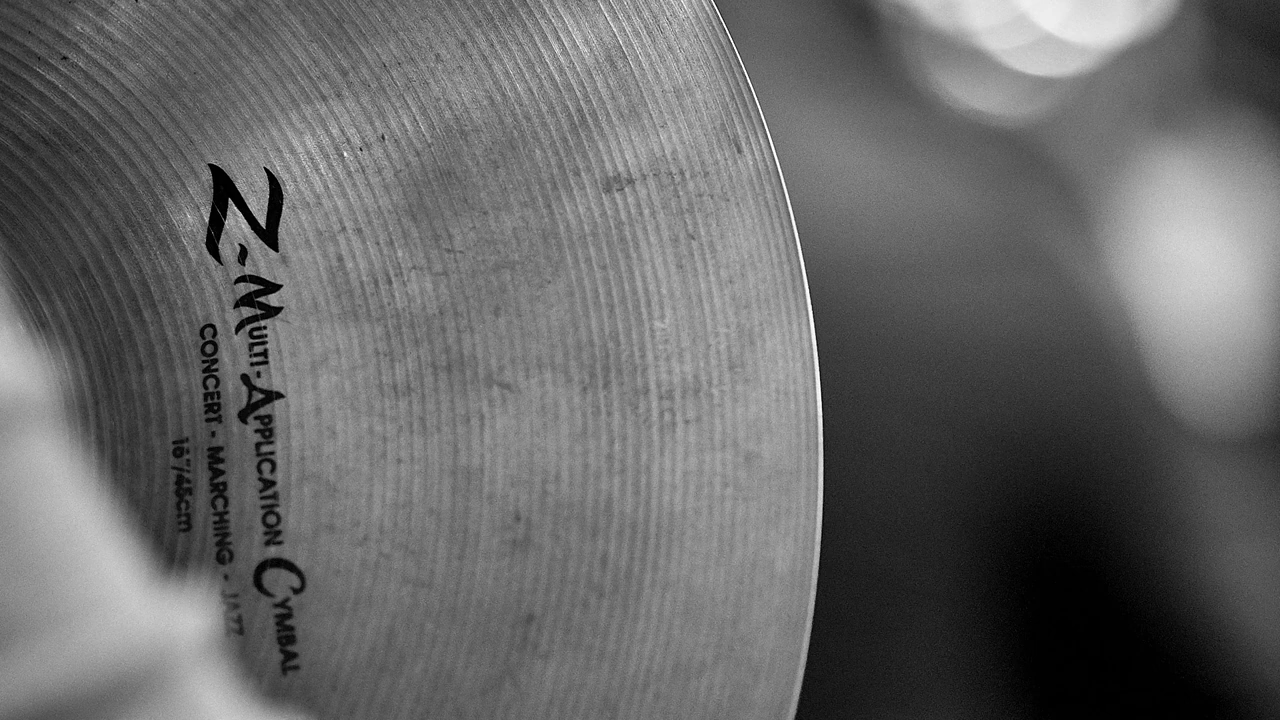 Z-MULTI-APPLICATION CYMBAL
CONCERT - MARCHING - JAZZ
18"/45cm